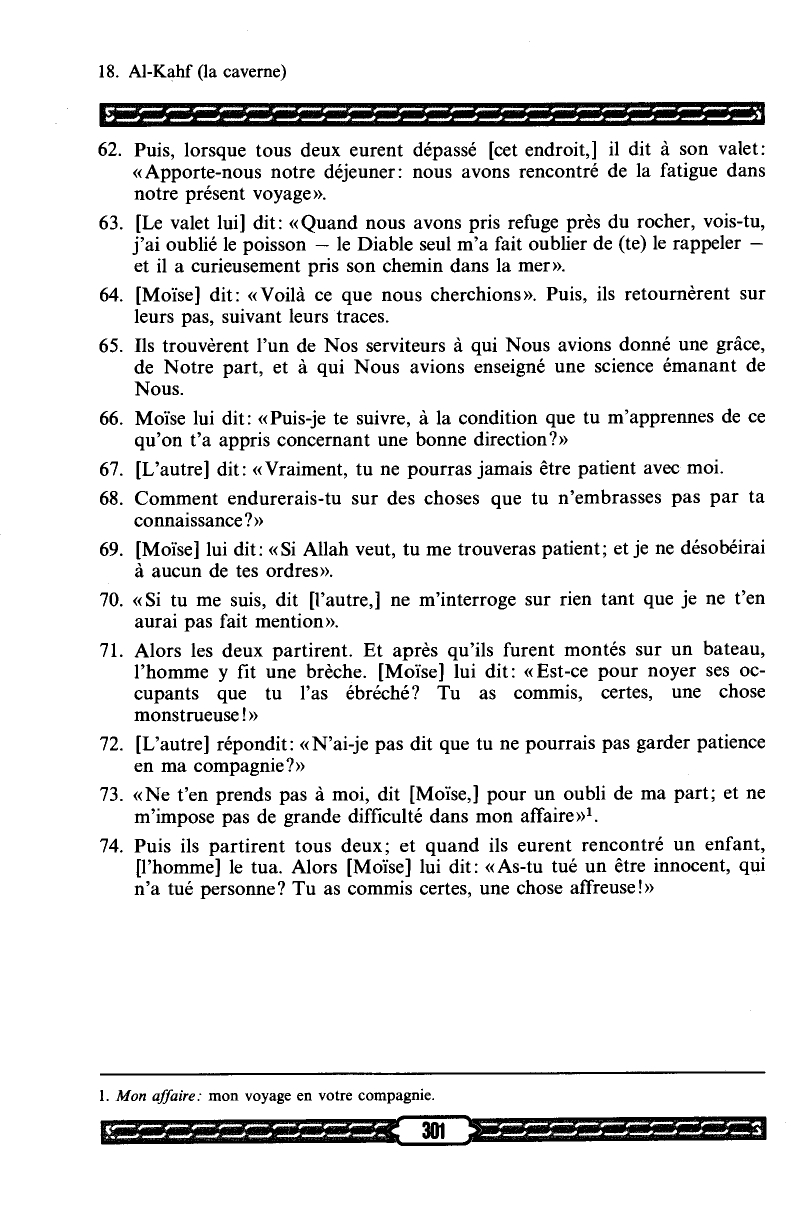 18. Al-Kahf (la caverne)
62. Puis, lorsque tous deux eurent dépassé [cet endroit,] il dit à son valet:
«Apporte-nous notre déjeuner: nous avons rencontré de la fatigue dans
notre présent voyage».
63. [Le valet lui] dit: «Quand nous avons pris refuge près du rocher, vois-tu,
j'ai oublié le poisson — le Diable seul m'a fait oublier de (te) le rappeler —
et il a curieusement pris son chemin dans la mer».
64. [Moïse] dit: «Voilà ce que nous cherchions». Puis, ils retournèrent sur
leurs pas, suivant leurs traces.
65. Ils trouvèrent l'un de Nos serviteurs à qui Nous avions donné une grâce,
de Notre part, et à qui Nous avions enseigné une science émanant de
Nous.
66. Moïse lui dit: «Puis-je te suivre, à la condition que tu m'apprennes de ce
qu'on t'a appris concernant une bonne direction?»
67. [L'autre] dit: «Vraiment, tu ne pourras jamais être patient avec moi.
68. Comment endurerais-tu sur des choses que tu n'embrasses pas par ta
connaissance?»
69. [Moïse] lui dit: «Si Allah veut, tu me trouveras patient; et je ne désobéirai
à aucun de tes ordres».
70. «Si tu me suis, dit [l'autre,] ne m'interroge sur rien tant que je ne t'en
aurai pas fait mention».
71. Alors les deux partirent. Et après qu'ils furent montés sur un bateau,
l'homme y fit une brèche. [Moïse] lui dit: «Est-ce pour noyer ses oc-
cupants que tu l'as ébréché? Tu as commis, certes, une chose
monstrueuse!»
72. [L'autre] répondit: «N'ai-je pas dit que tu ne pourrais pas garder patience
en ma compagnie?»
73. «Ne t'en prends pas à moi, dit [Moïse,] pour un oubli de ma part; et ne
m'impose pas de grande difficulté dans mon affaire»¹.
74. Puis ils partirent tous deux; et quand ils eurent rencontré un enfant,
[l'homme] le tua. Alors [Moïse] lui dit: «As-tu tué un être innocent, qui
n'a tué personne? Tu as commis certes, une chose affreuse!»
1. Mon affaire: mon voyage en votre compagnie.
301